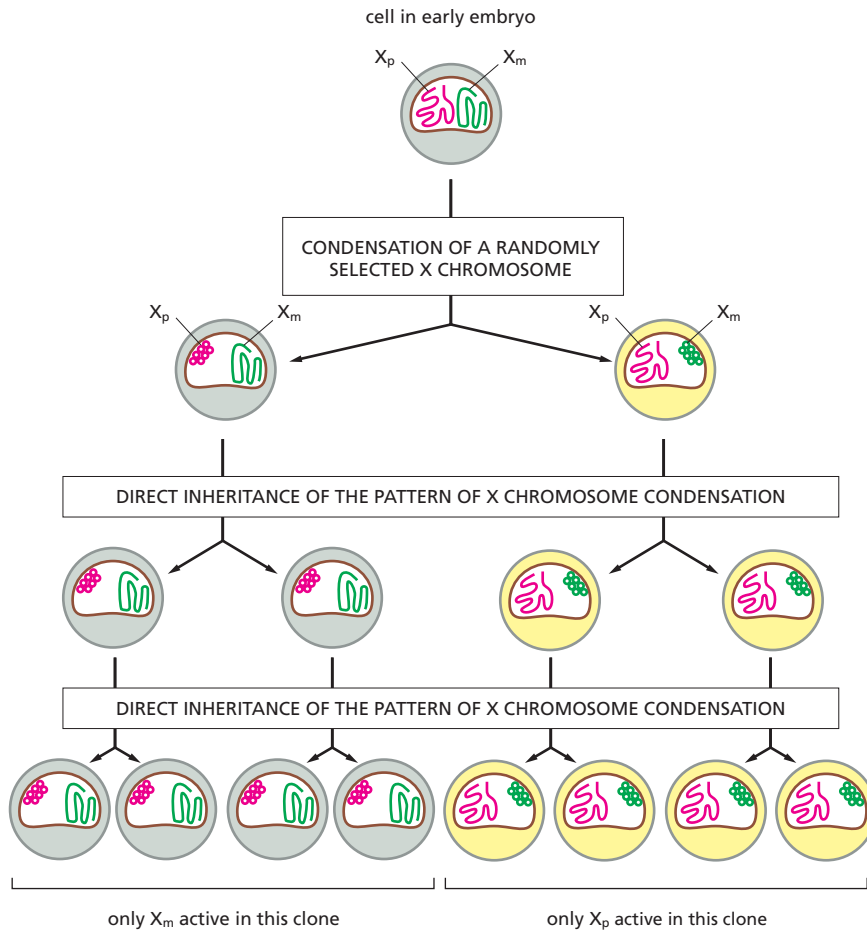 cell in early embryo
Xp Xm
CONDENSATION OF A RANDOMLY
SELECTED X CHROMOSOME
Xp Xm Xp Xm
DIRECT INHERITANCE OF THE PATTERN OF X CHROMOSOME CONDENSATION
DIRECT INHERITANCE OF THE PATTERN OF X CHROMOSOME CONDENSATION
only Xm active in this clone only Xp active in this clone